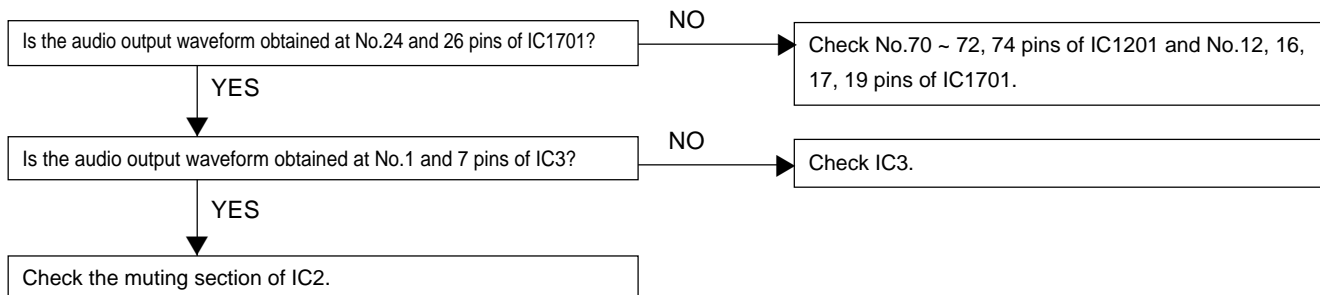 Is the audio output waveform obtained at No.24 and 26 pins of IC1701?
NO
Check No.70 ~ 72, 74 pins of IC1201 and No.12, 16,
17, 19 pins of IC1701.
YES
Is the audio output waveform obtained at No.1 and 7 pins of IC3?
NO
Check IC3.
YES
Check the muting section of IC2.